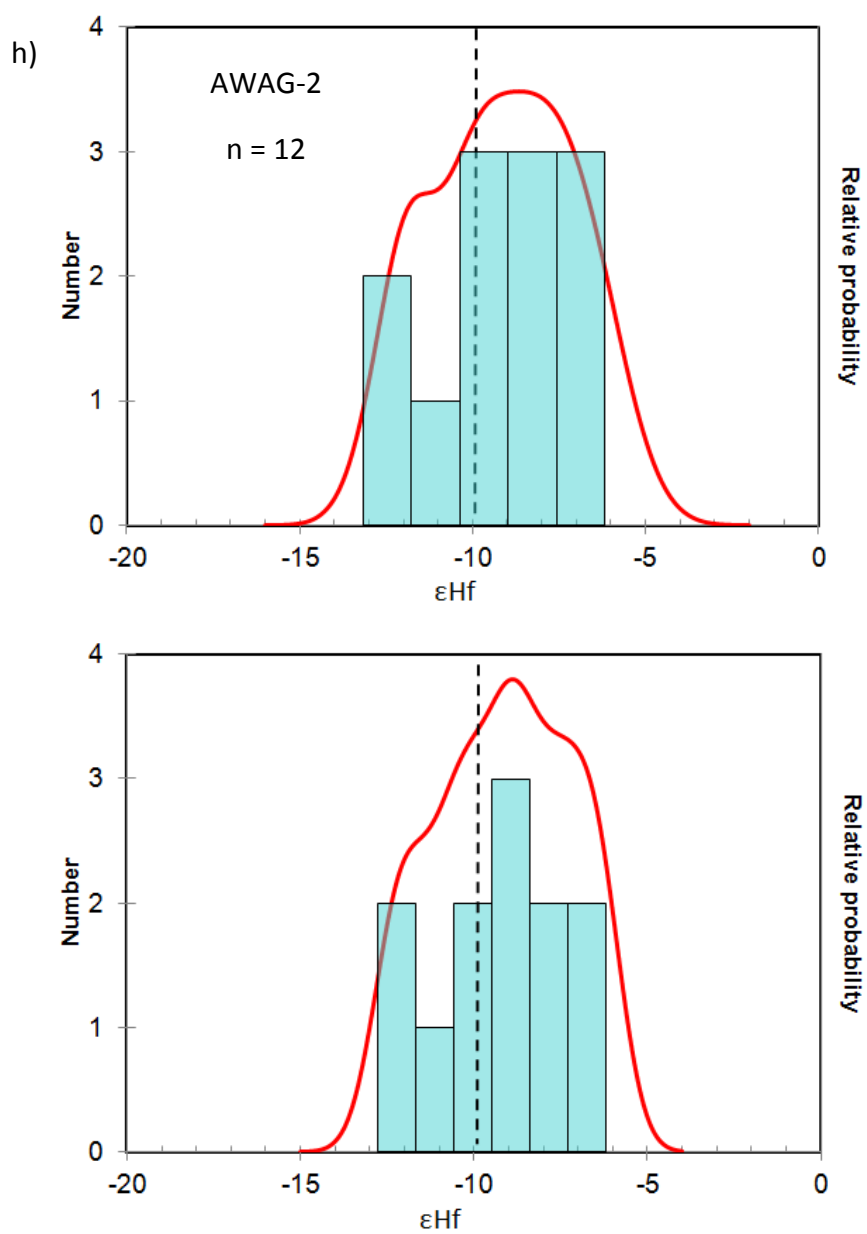 h)
AWAG-2
n = 12
Number
4
3
2
1
0
-20
-15
-10
-5
0
εHf
Relative probability
Number
4
3
2
1
0
-20
-15
-10
-5
0
εHf
Relative probability